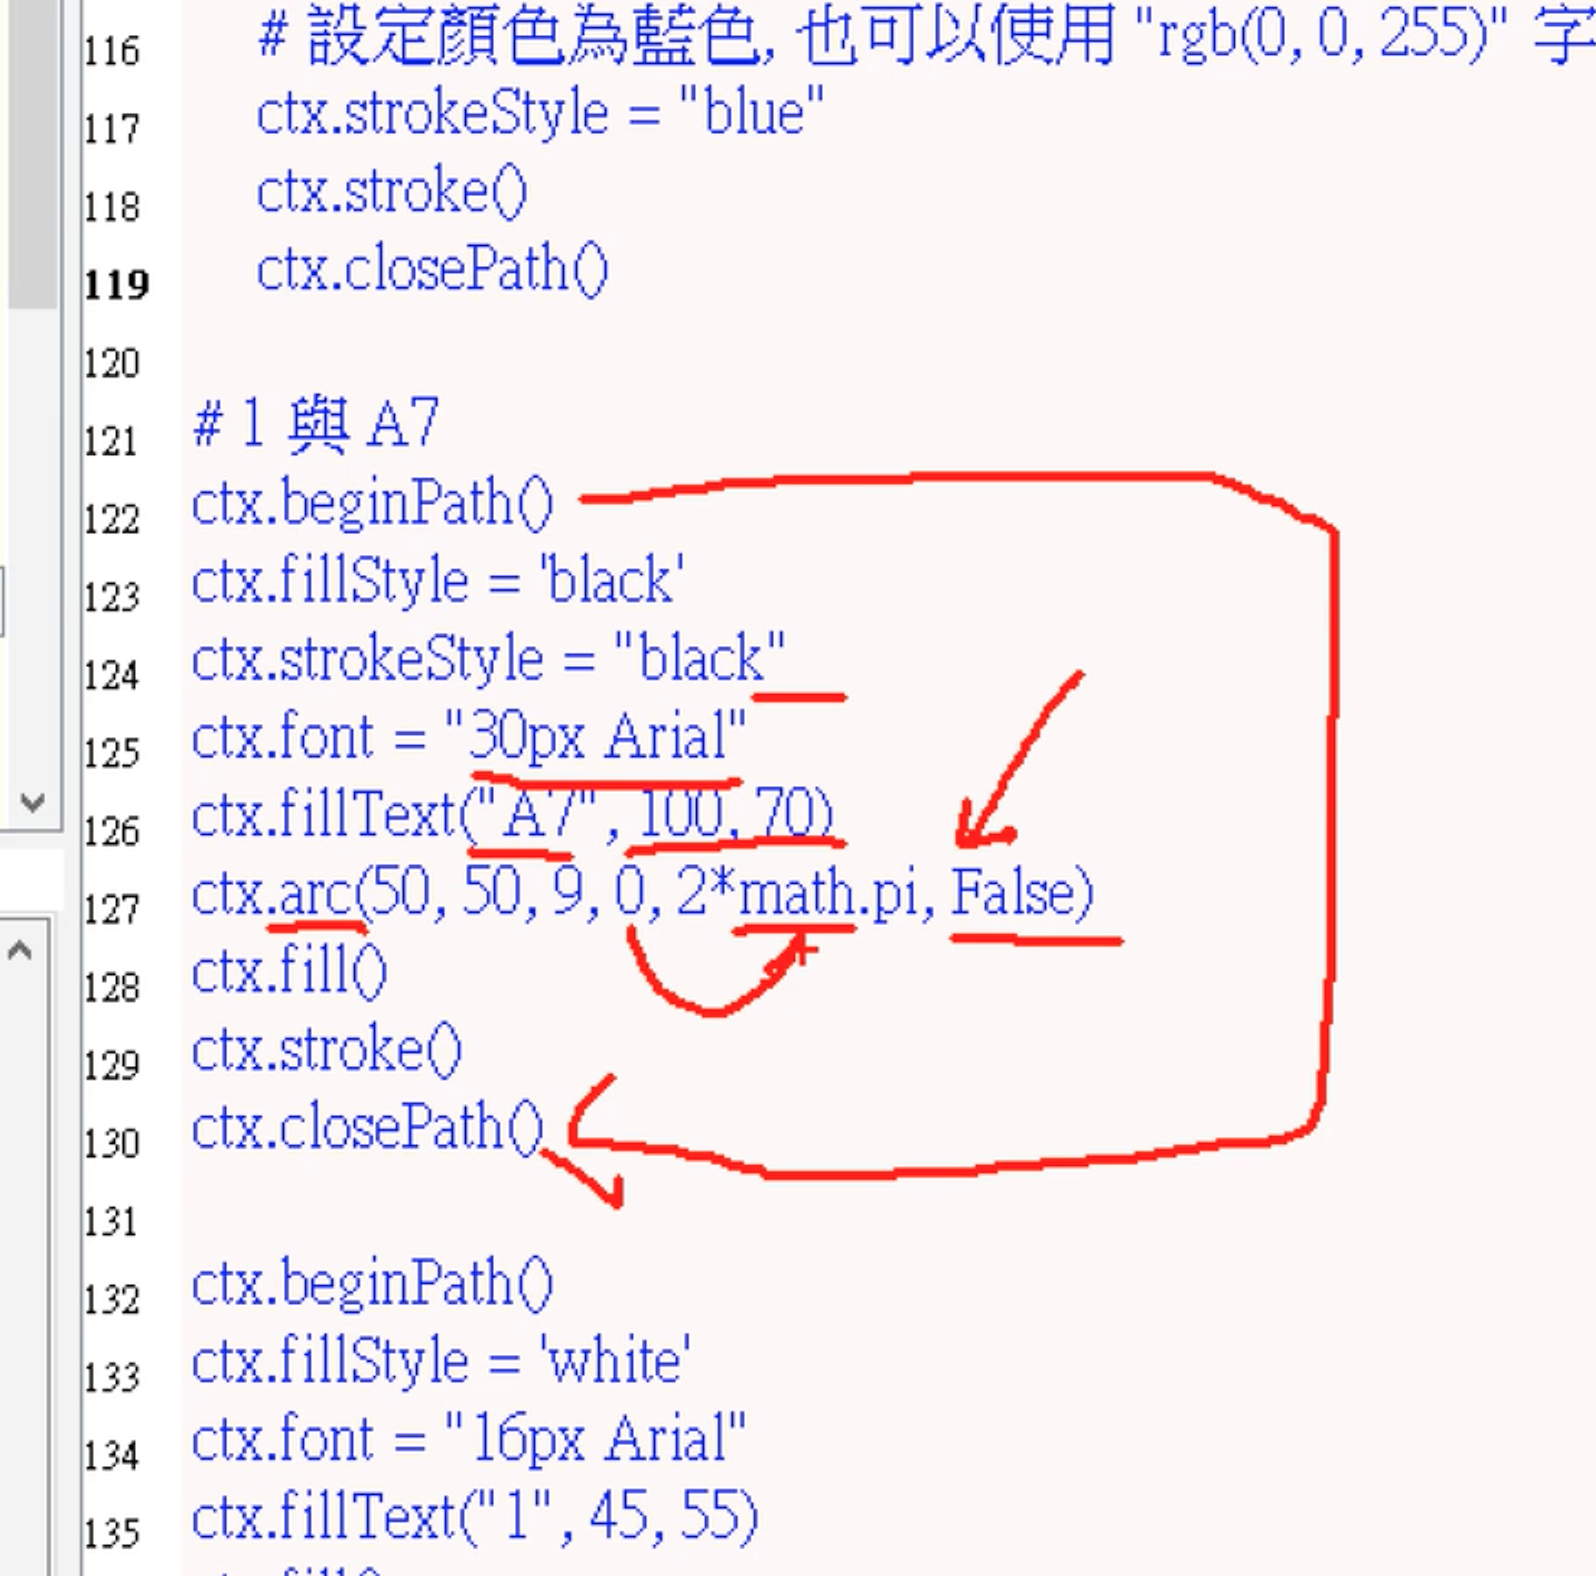 116 # 設定顏色為藍色, 也可以使用 "rgb(0, 0, 255)" 字
117 ctx.strokeStyle = "blue"
118 ctx.stroke()
119 ctx.closePath()
120
121 # 1 與 A7
122 ctx.beginPath()
123 ctx.fillStyle = 'black'
124 ctx.strokeStyle = "black"
125 ctx.font = "30px Arial"
126 ctx.fillText("A7", 100, 70)
127 ctx.arc(50, 50, 9, 0, 2*math.pi, False)
128 ctx.fill()
129 ctx.stroke()
130 ctx.closePath()
131
132 ctx.beginPath()
133 ctx.fillStyle = 'white'
134 ctx.font = "16px Arial"
135 ctx.fillText("1", 45, 55)